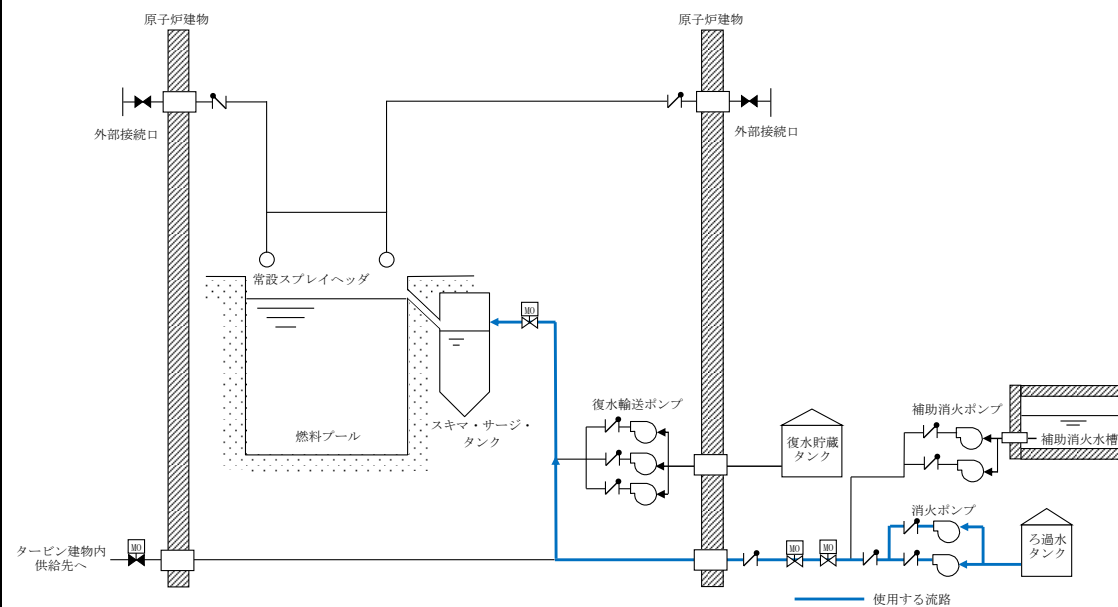 原子炉建物
原子炉建物
外部接続口
外部接続口
常設スプレイヘッダ
MO
燃料プール
スキマ・サージ・
タンク
復水輸送ポンプ
復水貯蔵
タンク
補助消火ポンプ
補助消火水槽
消火ポンプ
ろ過水
タンク
MO
MO
MO
タービン建物内
供給先へ
使用する流路